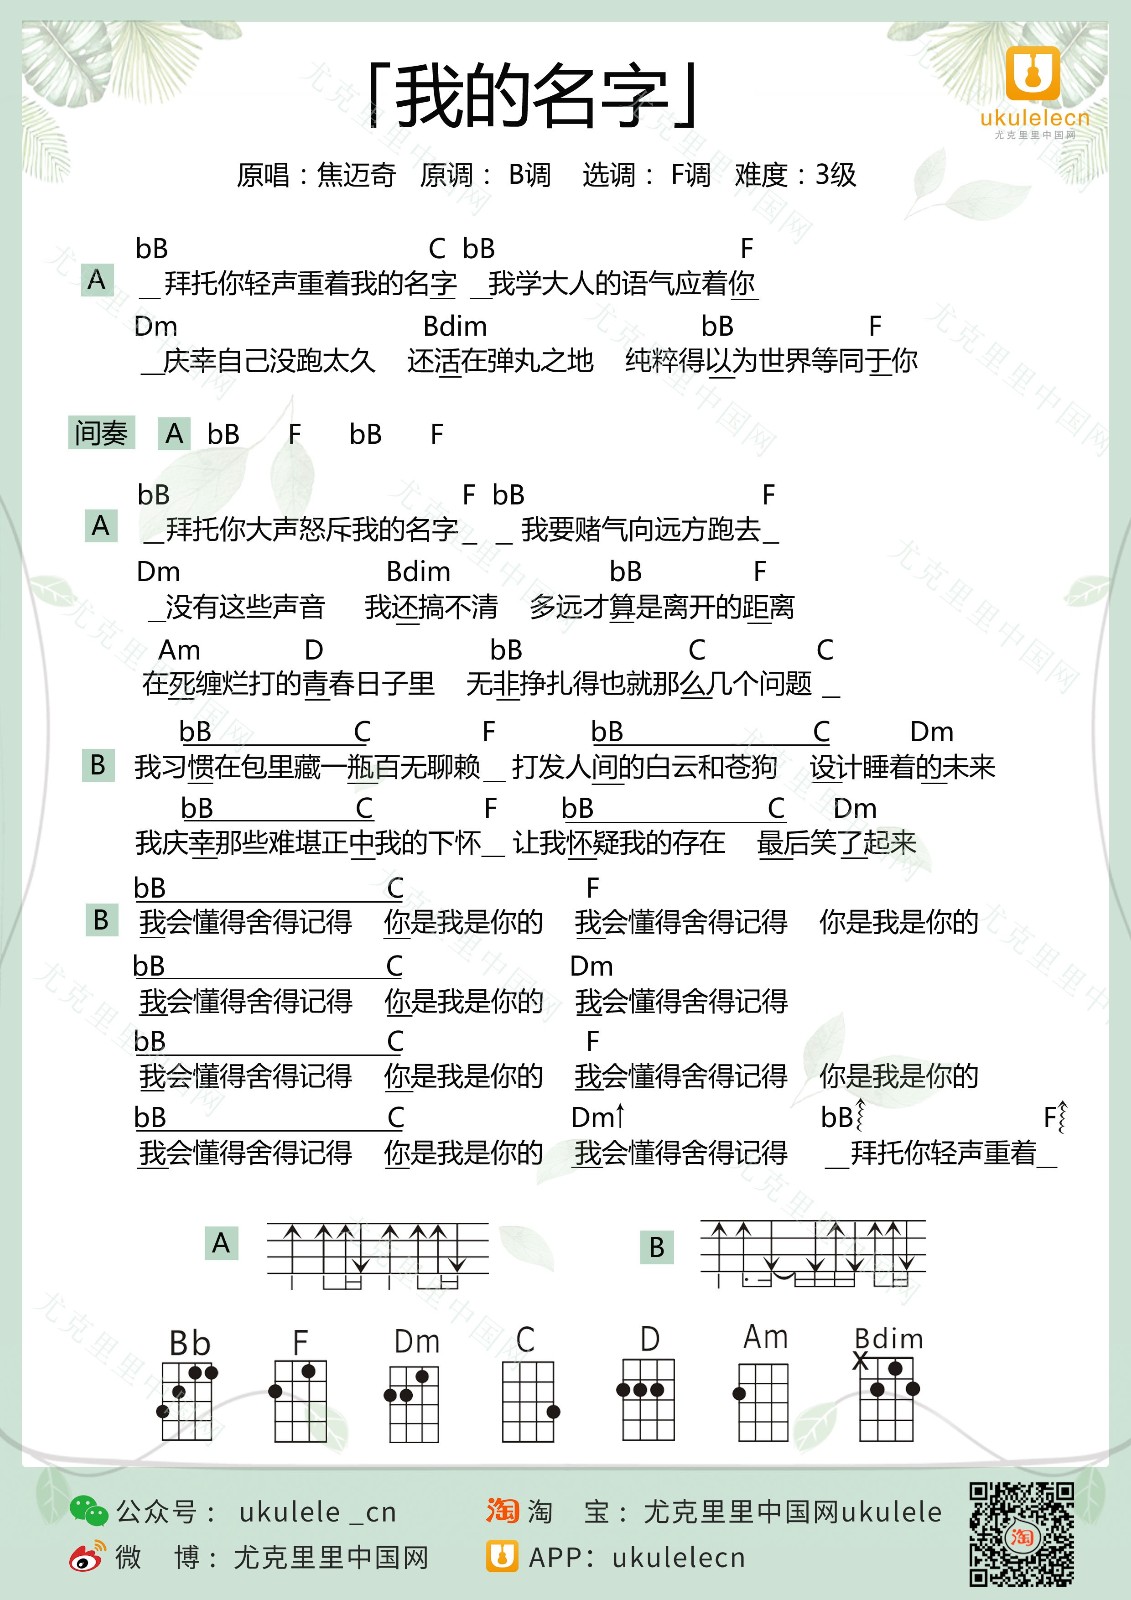 「我的名字」
ukulelecn
尤克里里中国网
原唱：焦迈奇 原调： B调 选调： F调 难度：3级
bB C bB F
A __拜托你轻声重着我的名字 __我学大人的语气应着你
Dm Bdim bB F
__庆幸自己没跑太久 还活在弹丸之地 纯粹得以为世界等同于你
间奏 A bB F bB F
bB F bB F
A __拜托你大声怒斥我的名字__ __我要赌气向远方跑去__
Dm Bdim bB F
__没有这些声音 我还搞不清 多远才算是离开的距离
Am D bB C C
在死缠烂打的青春日子里 无非挣扎得也就那么几个问题 __
bB C F bB C Dm
B 我习惯在包里藏一瓶百无聊赖__ 打发人间的白云和苍狗 设计睡着的未来
bB C F bB C Dm
我庆幸那些难堪正中我的下怀__ 让我怀疑我的存在 最后笑了起来
bB C F
B 我会懂得舍得记得 你是我是你的 我会懂得舍得记得 你是我是你的
bB C Dm
我会懂得舍得记得 你是我是你的 我会懂得舍得记得
bB C F
我会懂得舍得记得 你是我是你的 我会懂得舍得记得 你是我是你的
bB C Dm bB F
我会懂得舍得记得 你是我是你的 我会懂得舍得记得 __拜托你轻声重着__
A B
Bb F Dm C D Am Bdim
X
公众号： ukulele _cn 淘 淘 宝：尤克里里中国网ukulele
微 博：尤克里里中国网 APP：ukulelecn
淘